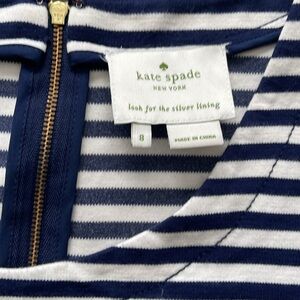 kate spade
NEW YORK
look for the silver lining
8
MADE IN CHINA